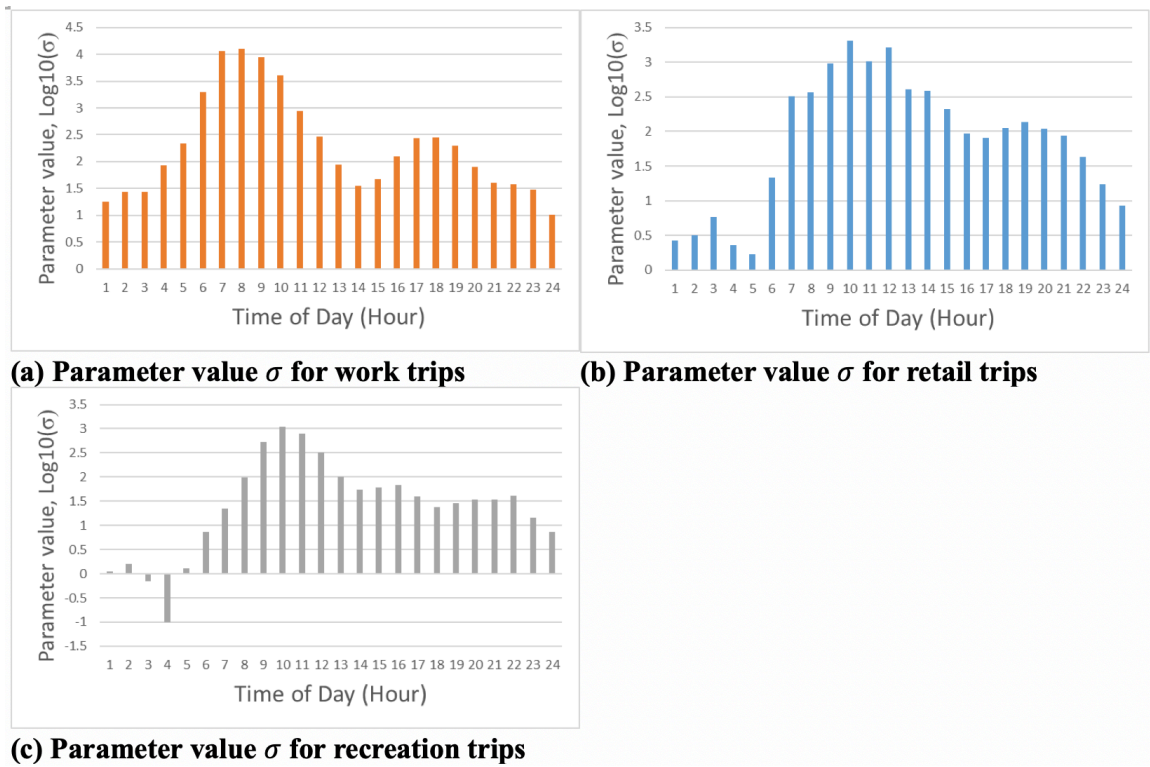 4.5
4
3.5
3
2.5
2
1.5
1
0.5
0
Parameter value, Log10(σ)
1 2 3 4 5 6 7 8 9 10 11 12 13 14 15 16 17 18 19 20 21 22 23 24
Time of Day (Hour)
(a) Parameter value σ for work trips
3.5
3
2.5
2
1.5
1
0.5
0
Parameter value, Log10(σ)
1 2 3 4 5 6 7 8 9 10 11 12 13 14 15 16 17 18 19 20 21 22 23 24
Time of Day (Hour)
(b) Parameter value σ for retail trips
3.5
3
2.5
2
1.5
1
0.5
0
-0.5
-1
-1.5
Parameter value, Log10(σ)
1 2 3 4 5 6 7 8 9 10 11 12 13 14 15 16 17 18 19 20 21 22 23 24
Time of Day (Hour)
(c) Parameter value σ for recreation trips